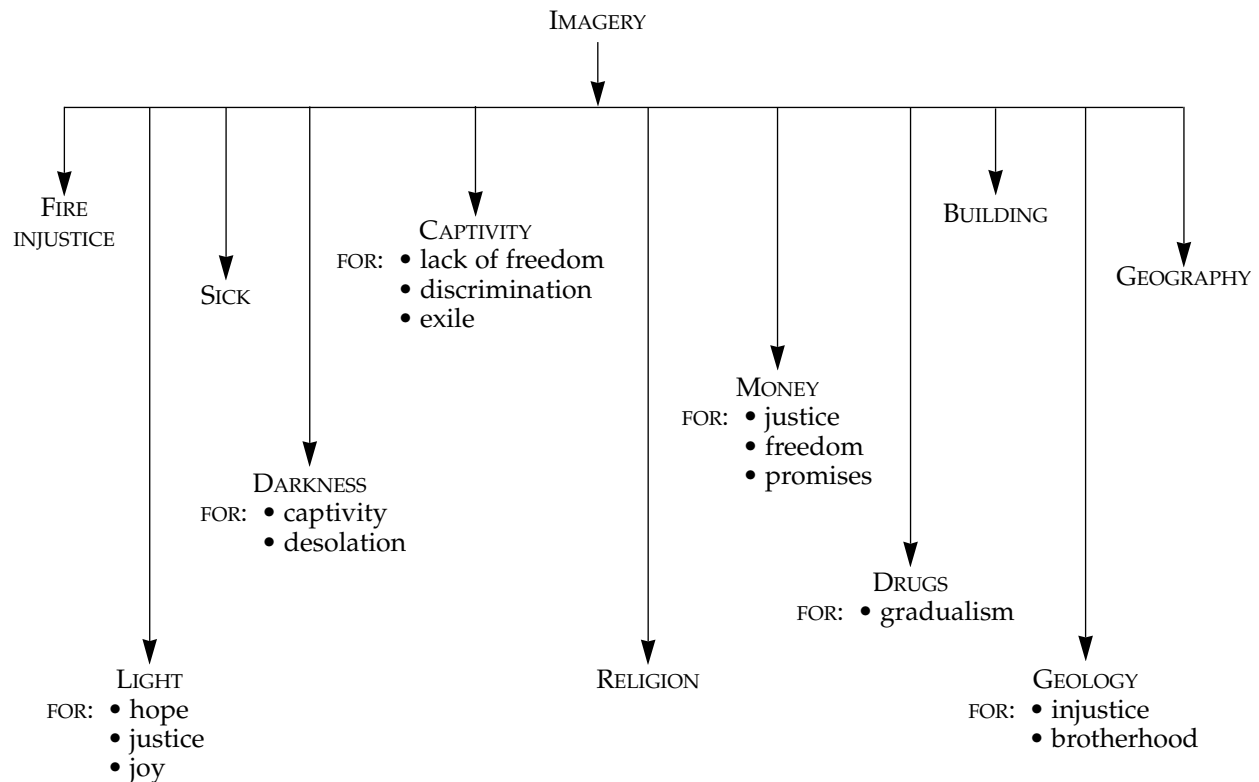 IMAGERY
FIRE
INJUSTICE
LIGHT
FOR: • hope
• justice
• joy
SICK
DARKNESS
FOR: • captivity
• desolation
CAPTIVITY
FOR: • lack of freedom
• discrimination
• exile
RELIGION
MONEY
FOR: • justice
• freedom
• promises
DRUGS
FOR: • gradualism
BUILDING
GEOLOGY
FOR: • injustice
• brotherhood
GEOGRAPHY